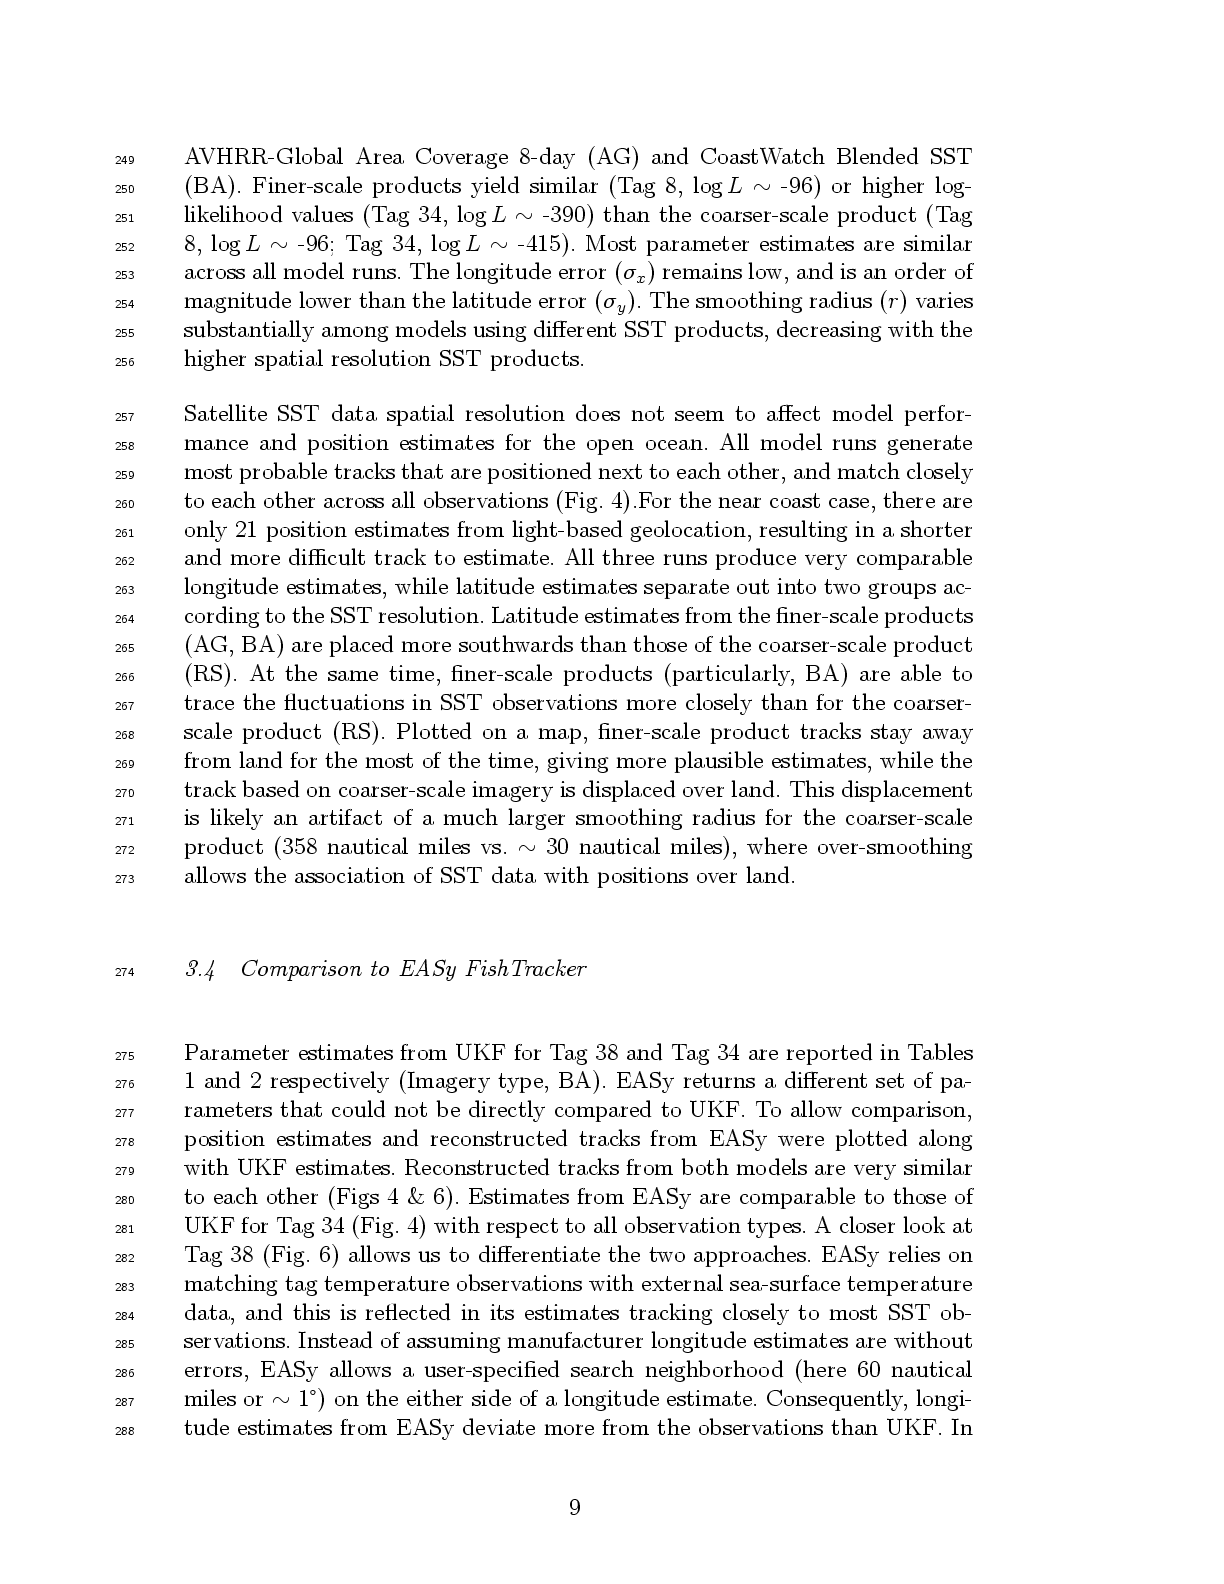 249 AVHRR-Global Area Coverage 8-day (AG) and CoastWatch Blended SST
250 (BA). Finer-scale products yield similar (Tag 8, log L ∼ -96) or higher log-
251 likelihood values (Tag 34, log L ∼ -390) than the coarser-scale product (Tag
252 8, log L ∼ -96; Tag 34, log L ∼ -415). Most parameter estimates are similar
253 across all model runs. The longitude error (σx) remains low, and is an order of
254 magnitude lower than the latitude error (σy). The smoothing radius (r) varies
255 substantially among models using different SST products, decreasing with the
256 higher spatial resolution SST products.
257 Satellite SST data spatial resolution does not seem to affect model perfor-
258 mance and position estimates for the open ocean. All model runs generate
259 most probable tracks that are positioned next to each other, and match closely
260 to each other across all observations (Fig. 4).For the near coast case, there are
261 only 21 position estimates from light-based geolocation, resulting in a shorter
262 and more difficult track to estimate. All three runs produce very comparable
263 longitude estimates, while latitude estimates separate out into two groups ac-
264 cording to the SST resolution. Latitude estimates from the finer-scale products
265 (AG, BA) are placed more southwards than those of the coarser-scale product
266 (RS). At the same time, finer-scale products (particularly, BA) are able to
267 trace the fluctuations in SST observations more closely than for the coarser-
268 scale product (RS). Plotted on a map, finer-scale product tracks stay away
269 from land for the most of the time, giving more plausible estimates, while the
270 track based on coarser-scale imagery is displaced over land. This displacement
271 is likely an artifact of a much larger smoothing radius for the coarser-scale
272 product (358 nautical miles vs. ∼ 30 nautical miles), where over-smoothing
273 allows the association of SST data with positions over land.
274 3.4 Comparison to EASy FishTracker
275 Parameter estimates from UKF for Tag 38 and Tag 34 are reported in Tables
276 1 and 2 respectively (Imagery type, BA). EASy returns a different set of pa-
277 rameters that could not be directly compared to UKF. To allow comparison,
278 position estimates and reconstructed tracks from EASy were plotted along
279 with UKF estimates. Reconstructed tracks from both models are very similar
280 to each other (Figs 4 & 6). Estimates from EASy are comparable to those of
281 UKF for Tag 34 (Fig. 4) with respect to all observation types. A closer look at
282 Tag 38 (Fig. 6) allows us to differentiate the two approaches. EASy relies on
283 matching tag temperature observations with external sea-surface temperature
284 data, and this is reflected in its estimates tracking closely to most SST ob-
285 servations. Instead of assuming manufacturer longitude estimates are without
286 errors, EASy allows a user-specified search neighborhood (here 60 nautical
287 miles or ∼ 1°) on the either side of a longitude estimate. Consequently, longi-
288 tude estimates from EASy deviate more from the observations than UKF. In
9